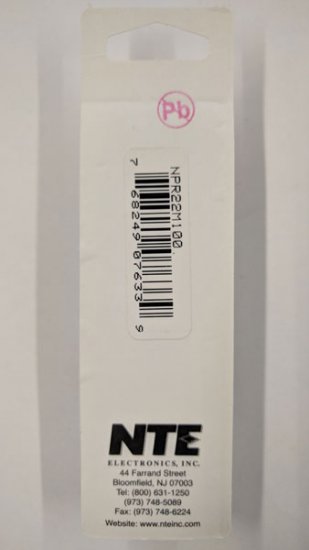 Pb
NPR22M100
7 68249 07633 9
NTE
ELECTRONICS, INC.
44 Farrand Street
Bloomfield, NJ 07003
Tel: (800) 631-1250
(973) 748-5089
Fax: (973) 748-6224
Website: www.nteinc.com